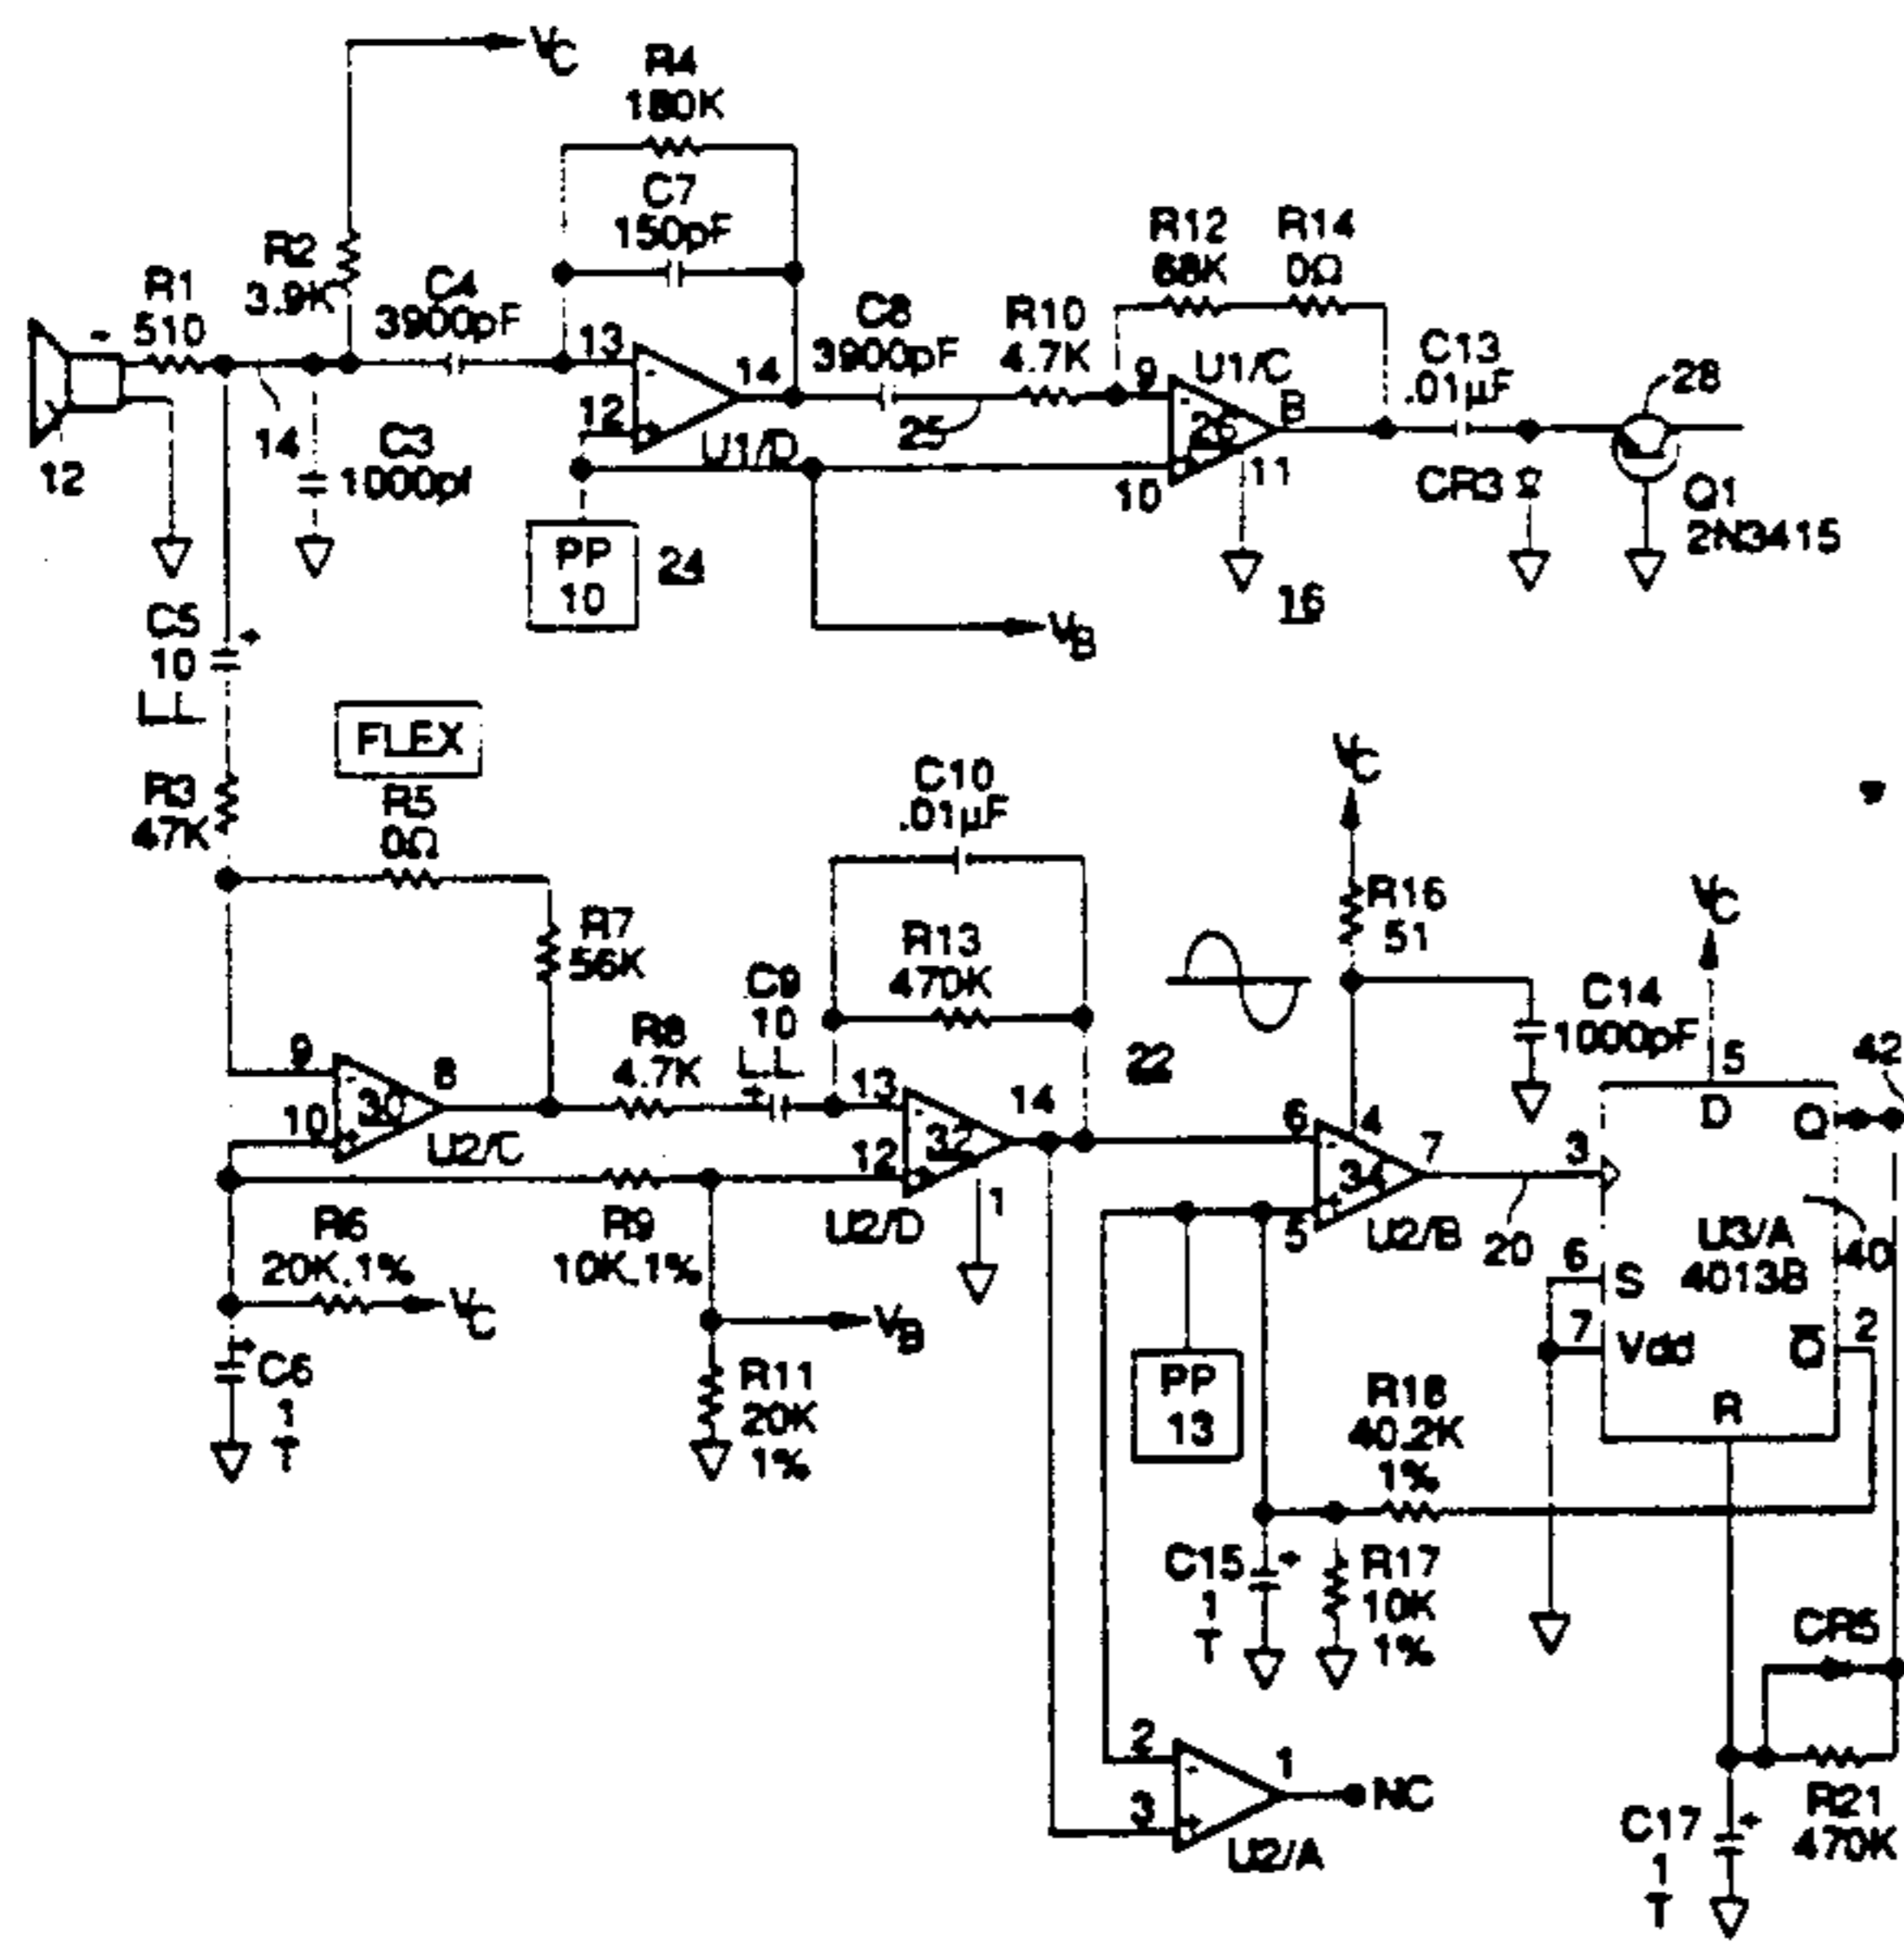 VC
R4
180K
C7
150pF
R2
3.9K
R1
510
-
C4
3900pF
13
-
14
12
U1/D
C8
3900pF
25
R10
4.7K
R12
68K
R14
0Ω
9
U1/C
-
26
8
10
11
C13
.01µF
28
CR3
Q1
2N3415
12
14
C3
1000pf
PP
10
24
16
VB
C5
10
LL
+
FLEX
R3
47K
R5
0Ω
R7
56K
C10
.01µF
R13
470K
C9
10
LL
+
R8
4.7K
9
-
30
8
10
+
U2/C
13
-
32
14
12
U2/D
1
22
VC
R16
51
C14
1000pF
VC
5
D
Q
42
6
-
4
34
7
5
+
U2/B
20
3
U3/A
4013B
40
6
S
7
Vdd
Q
2
R
R6
20K,1%
VC
R9
10K,1%
VB
C6
1
T
+
R11
20K
1%
PP
13
R18
40.2K
1%
C15
1
T
+
R17
10K
1%
CR5
2
-
1
NC
3
+
U2/A
C17
1
T
+
R21
470K